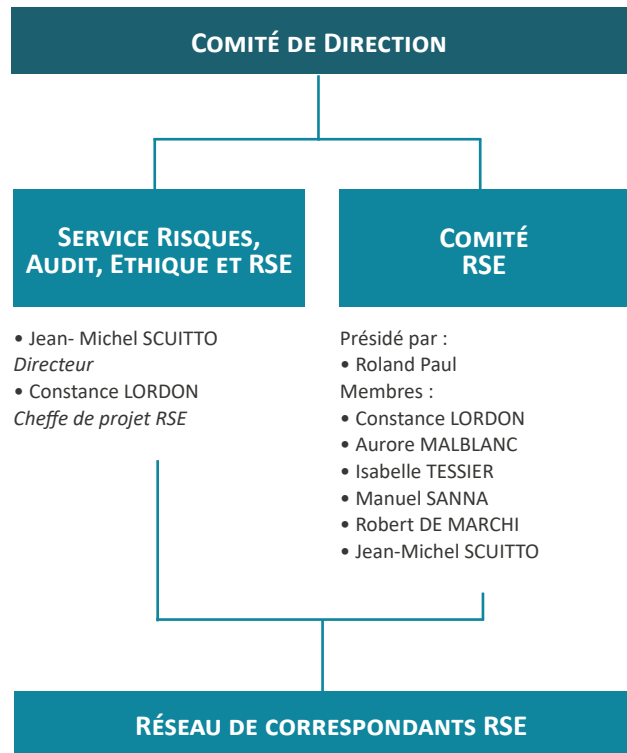 COMITÉ DE DIRECTION
SERVICE RISQUES,
AUDIT, ETHIQUE ET RSE
• Jean- Michel SCUITTO
Directeur
• Constance LORDON
Cheffe de projet RSE
COMITÉ
RSE
Présidé par :
• Roland Paul
Membres :
• Constance LORDON
• Aurore MALBLANC
• Isabelle TESSIER
• Manuel SANNA
• Robert DE MARCHI
• Jean-Michel SCUITTO
RÉSEAU DE CORRESPONDANTS RSE